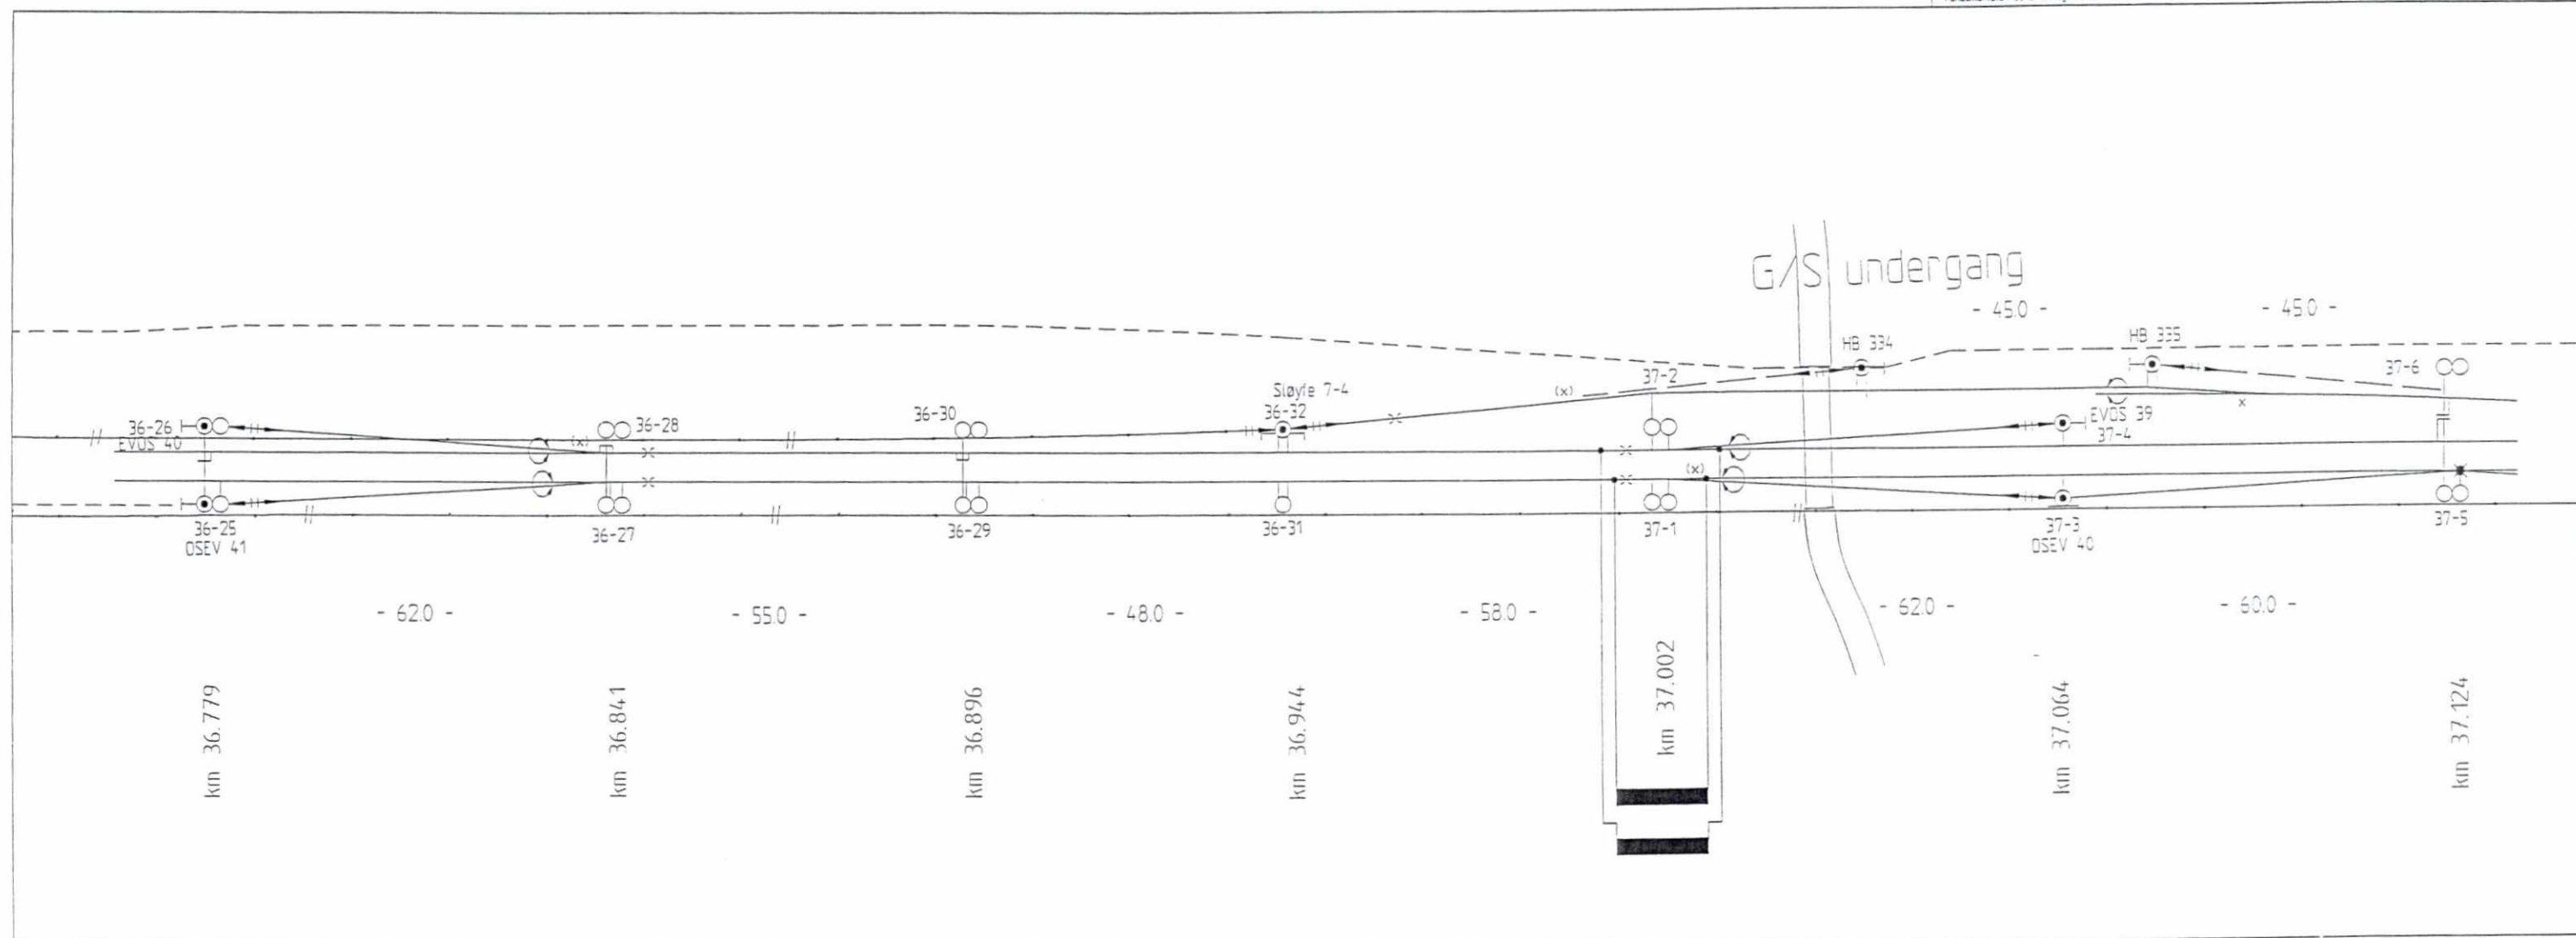 G/S undergang
- 45.0 -
- 45.0 -
HB 334
HB 335
37-2
37-6
Sløyfe 7-4
36-32
(x)
36-26
EVOS 40
36-28
(x)
36-30
EVOS 39
37-4
x
(x)
36-25
OSEV 41
36-27
36-29
36-31
37-1
37-3
OSEV 40
37-5
- 62.0 -
- 55.0 -
- 48.0 -
- 58.0 -
- 62.0 -
- 60.0 -
km 36.779
km 36.841
km 36.896
km 36.944
km 37.002
km 37.064
km 37.124